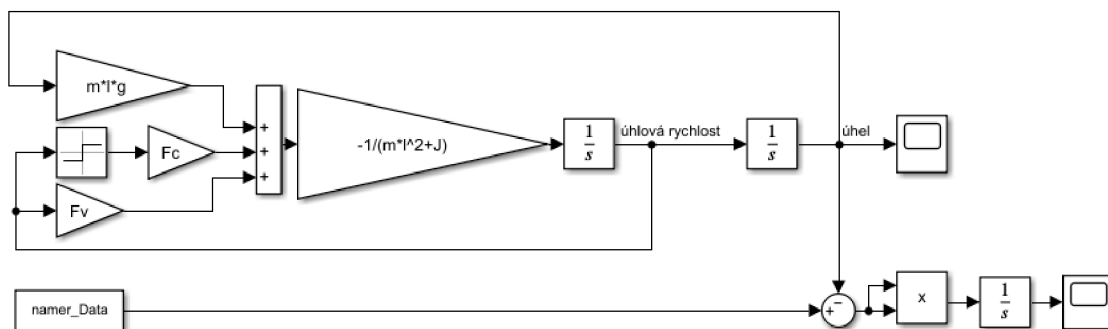 m*l*g
+
+
+
-1/(m*l^2+J)
1
s
úhlová rychlost
1
s
úhel
Fc
Fv
namer_Data
+
−
x
1
s